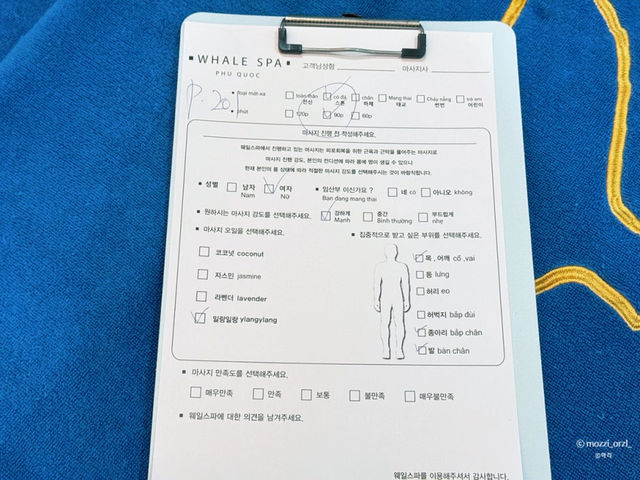 WHALE SPA
PHU QUOC
고객님성함 마사지사
P. 20
toàn thân có đá chân Mang thai Cháy nắng trẻ em
전신 스톤 하체 태교 썬번 어린이
phút 120p 90p 60p
마사지 진행 전 작성해주세요.
웨일스파에서 진행하고 있는 마사지는 피로회복을 위한 근육과 근막을 풀어주는 마사지로
마사지 진행 강도, 본인의 컨디션에 따라 몸에 멍이 생길 수 있으니
현재 본인의 몸 상태에 따라 적절한 마사지 강도를 선택해주시는 것이 바람직합니다.
성별 남자 여자 임산부 이신가요 ? 네 có 아니오 không
Nam Nữ Bạn đang mang thai
원하시는 마사지 강도를 선택해주세요. 강하게 중간 부드럽게
Mạnh Bình thường nhẹ
마사지 오일을 선택해주세요. 집중적으로 받고 싶은 부위를 선택해주세요.
코코넛 coconut
자스민 jasmine
라벤더 lavender
일랑일랑 ylangylang
목 , 어깨 cổ ,vai
등 lưng
허리 eo
허벅지 bắp đùi
종아리 bắp chân
발 bàn chân
마사지 만족도를 선택해주세요.
매우만족 만족 보통 불만족 매우불만족
웨일스파에 대한 의견을 남겨주세요.
웨일스파를 이용해주셔서 감사합니다.
©mozzi_orzl_